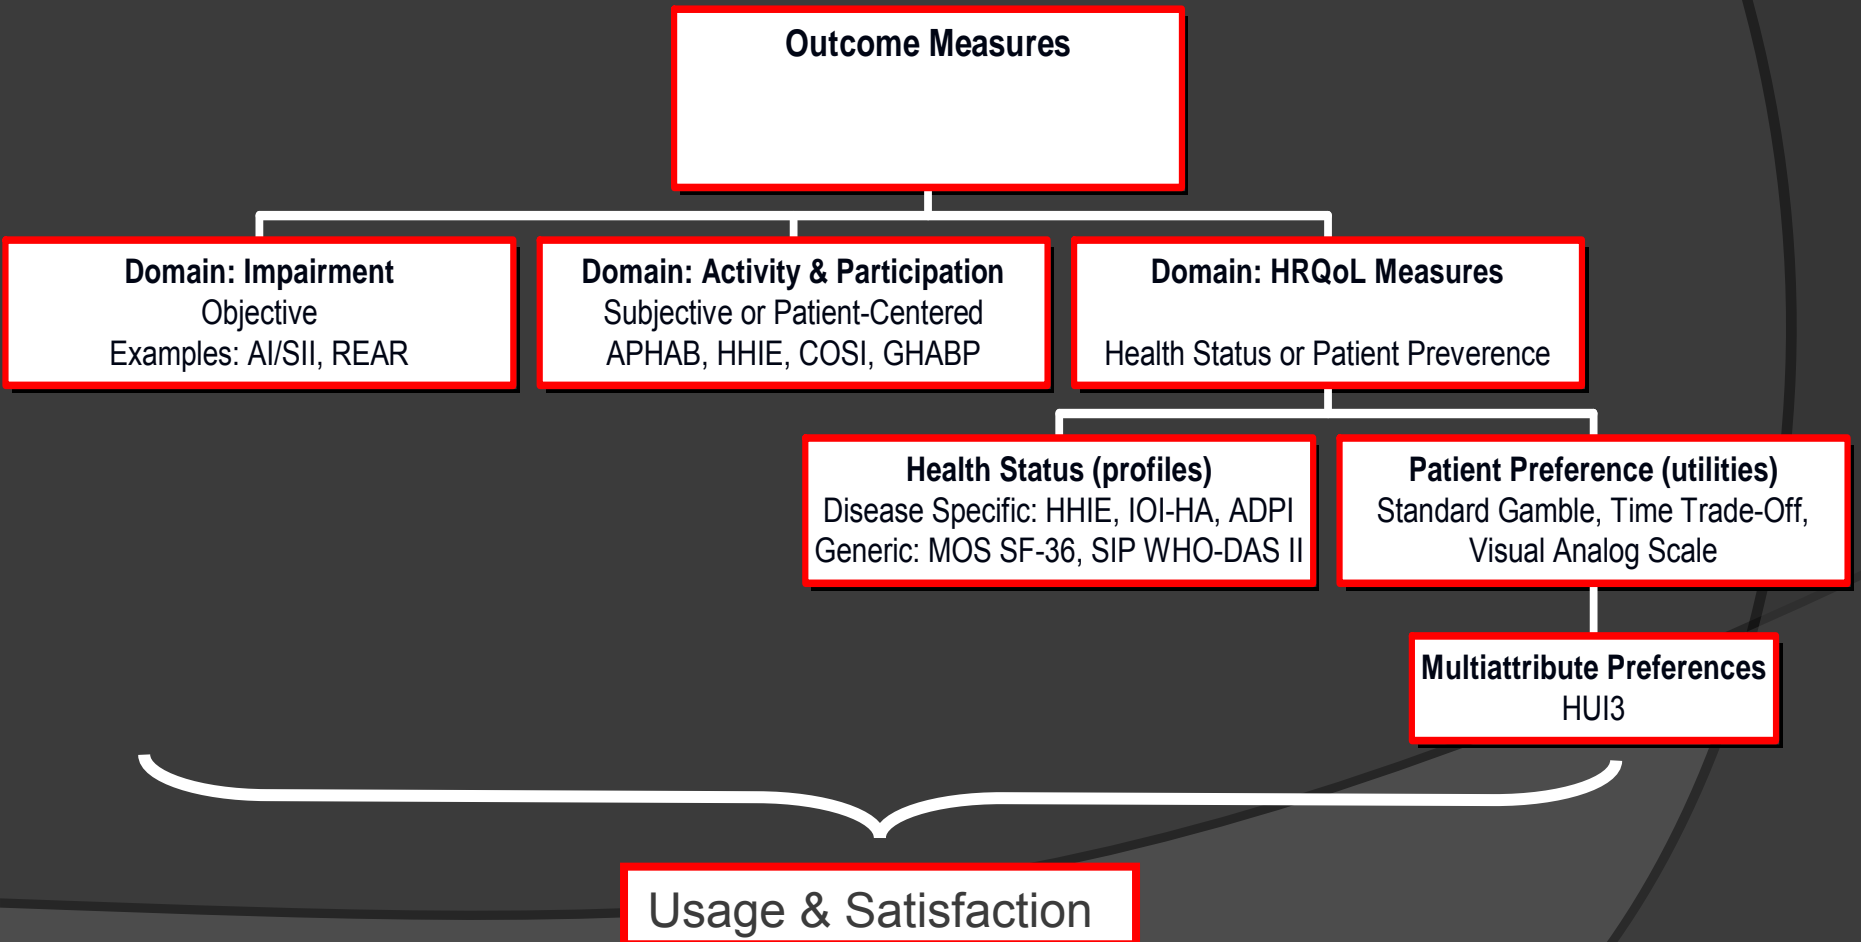 Outcome Measures
Domain: Impairment
Objective
Examples: AI/SII, REAR
Domain: Activity & Participation
Subjective or Patient-Centered
APHAB, HHIE, COSI, GHABP
Domain: HRQoL Measures
Health Status or Patient Preverence
Health Status (profiles)
Disease Specific: HHIE, IOI-HA, ADPI
Generic: MOS SF-36, SIP WHO-DAS II
Patient Preference (utilities)
Standard Gamble, Time Trade-Off,
Visual Analog Scale
Multiattribute Preferences
HUI3
Usage & Satisfaction